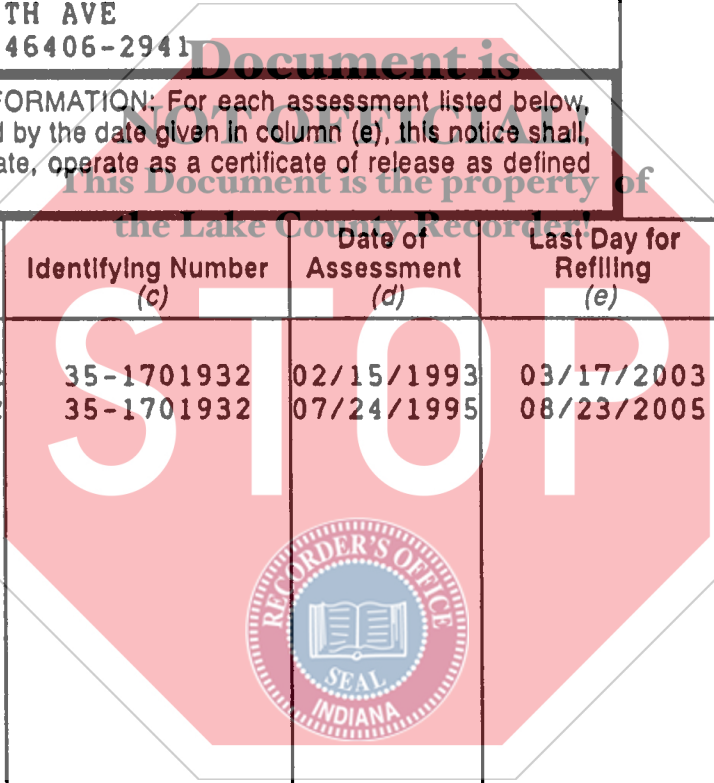 TH AVE
46406-2941
Document is
NOT OFFICIAL!
This Document is the property of
the Lake County Recorder!
FORMATION: For each assessment listed below,
d by the date given in column (e), this notice shall,
ate, operate as a certificate of release as defined
Identifying Number
(c)
Date of
Assessment
(d)
Last Day for
Refiling
(e)
35-1701932 02/15/1993 03/17/2003
35-1701932 07/24/1995 08/23/2005
STOP
RECORDER'S OFFICE
SEAL
INDIANA